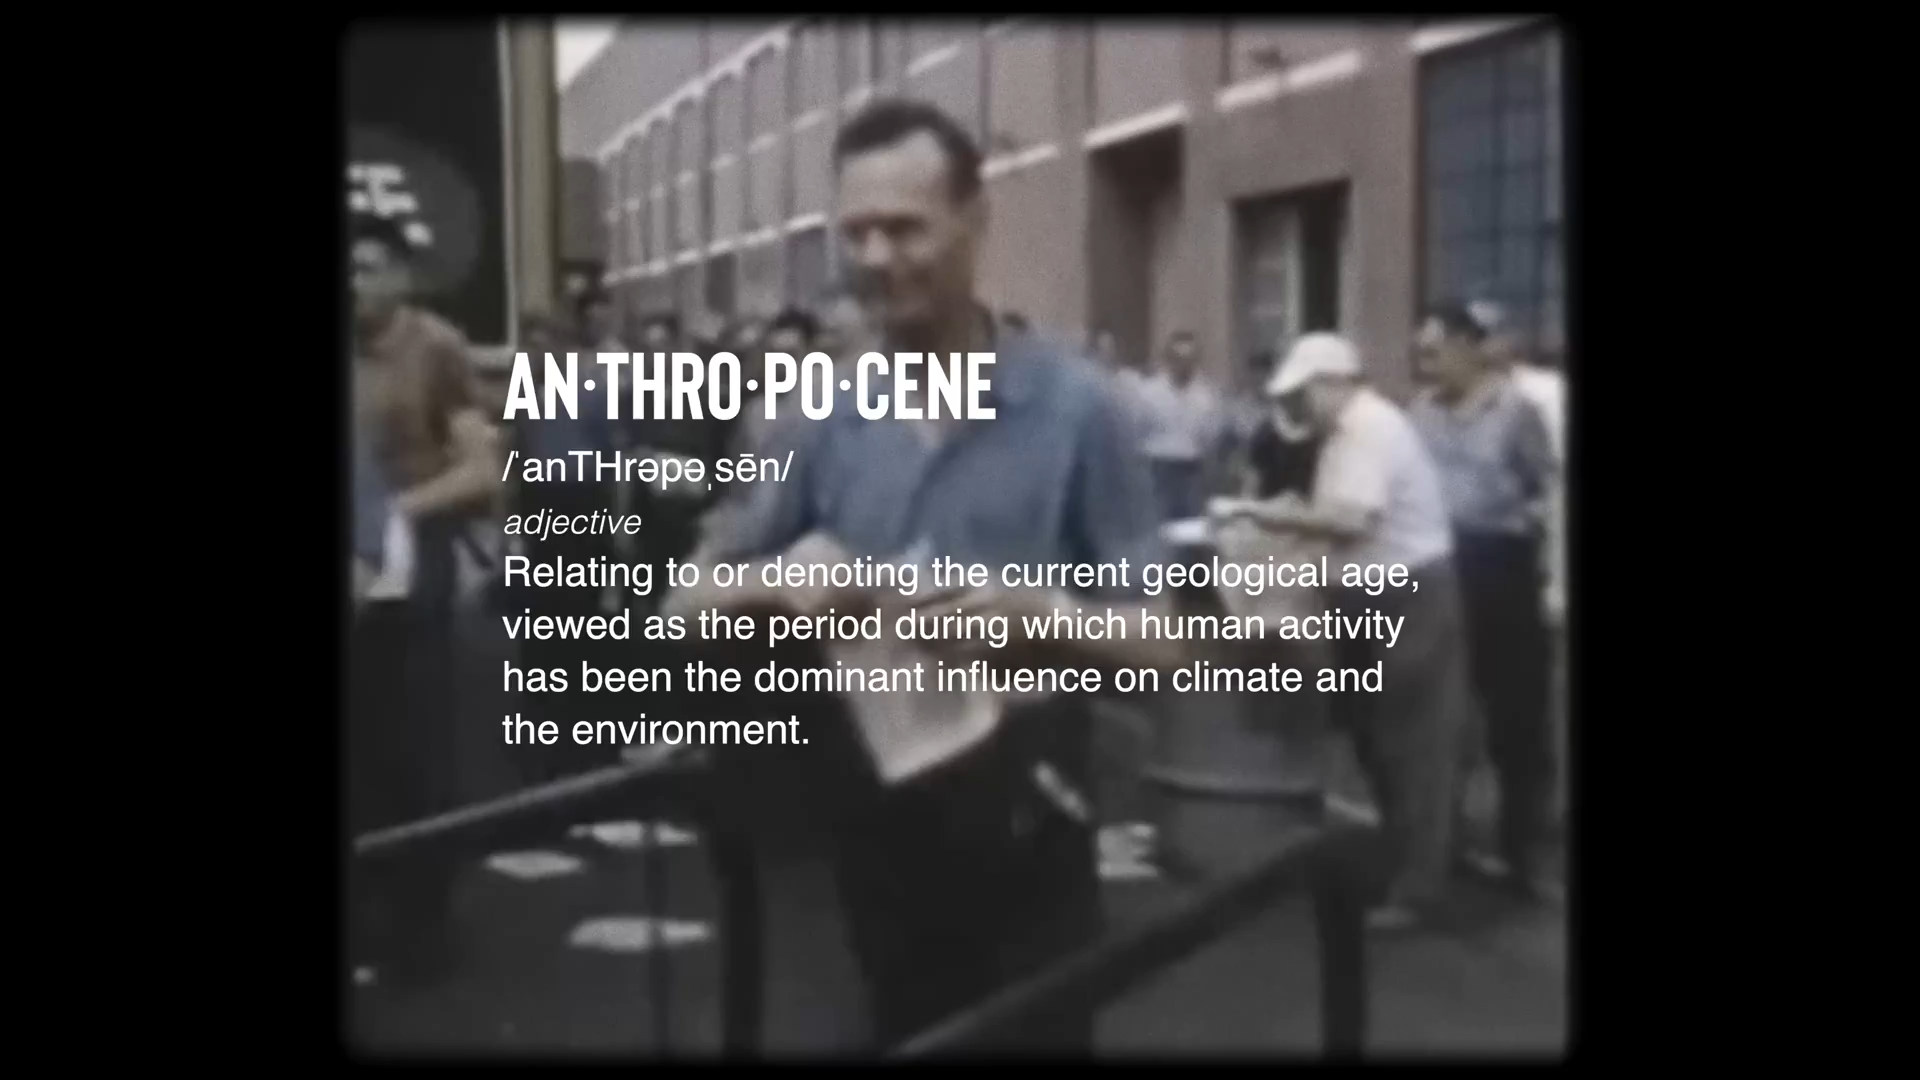 AN·THRO·PO·CENE
/ˈanTHrəpəˌsēn/
adjective
Relating to or denoting the current geological age,
viewed as the period during which human activity
has been the dominant influence on climate and
the environment.